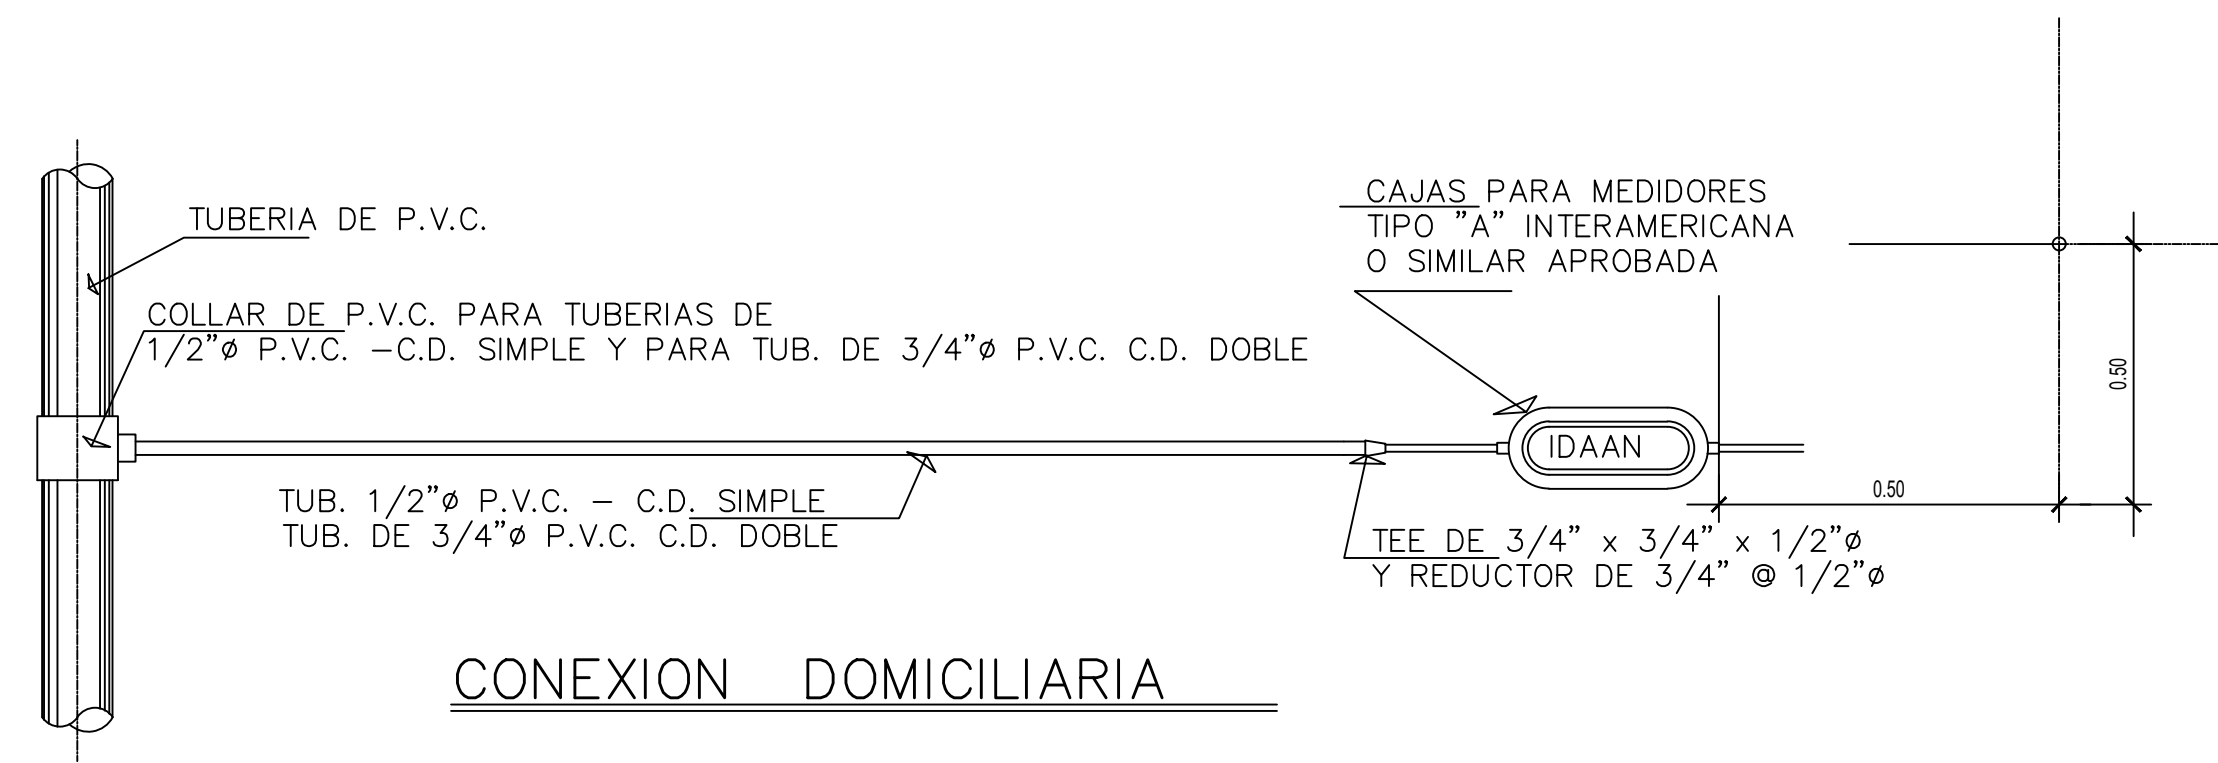 TUBERIA DE P.V.C.
COLLAR DE P.V.C. PARA TUBERIAS DE
1/2"ø P.V.C. -C.D. SIMPLE Y PARA TUB. DE 3/4"ø P.V.C. C.D. DOBLE
CAJAS PARA MEDIDORES
TIPO "A" INTERAMERICANA
O SIMILAR APROBADA
0.50
IDAAN
0.50
TUB. 1/2"ø P.V.C. - C.D. SIMPLE
TUB. DE 3/4"ø P.V.C. C.D. DOBLE
TEE DE 3/4" x 3/4" x 1/2"ø
Y REDUCTOR DE 3/4" @ 1/2"ø
CONEXION DOMICILIARIA